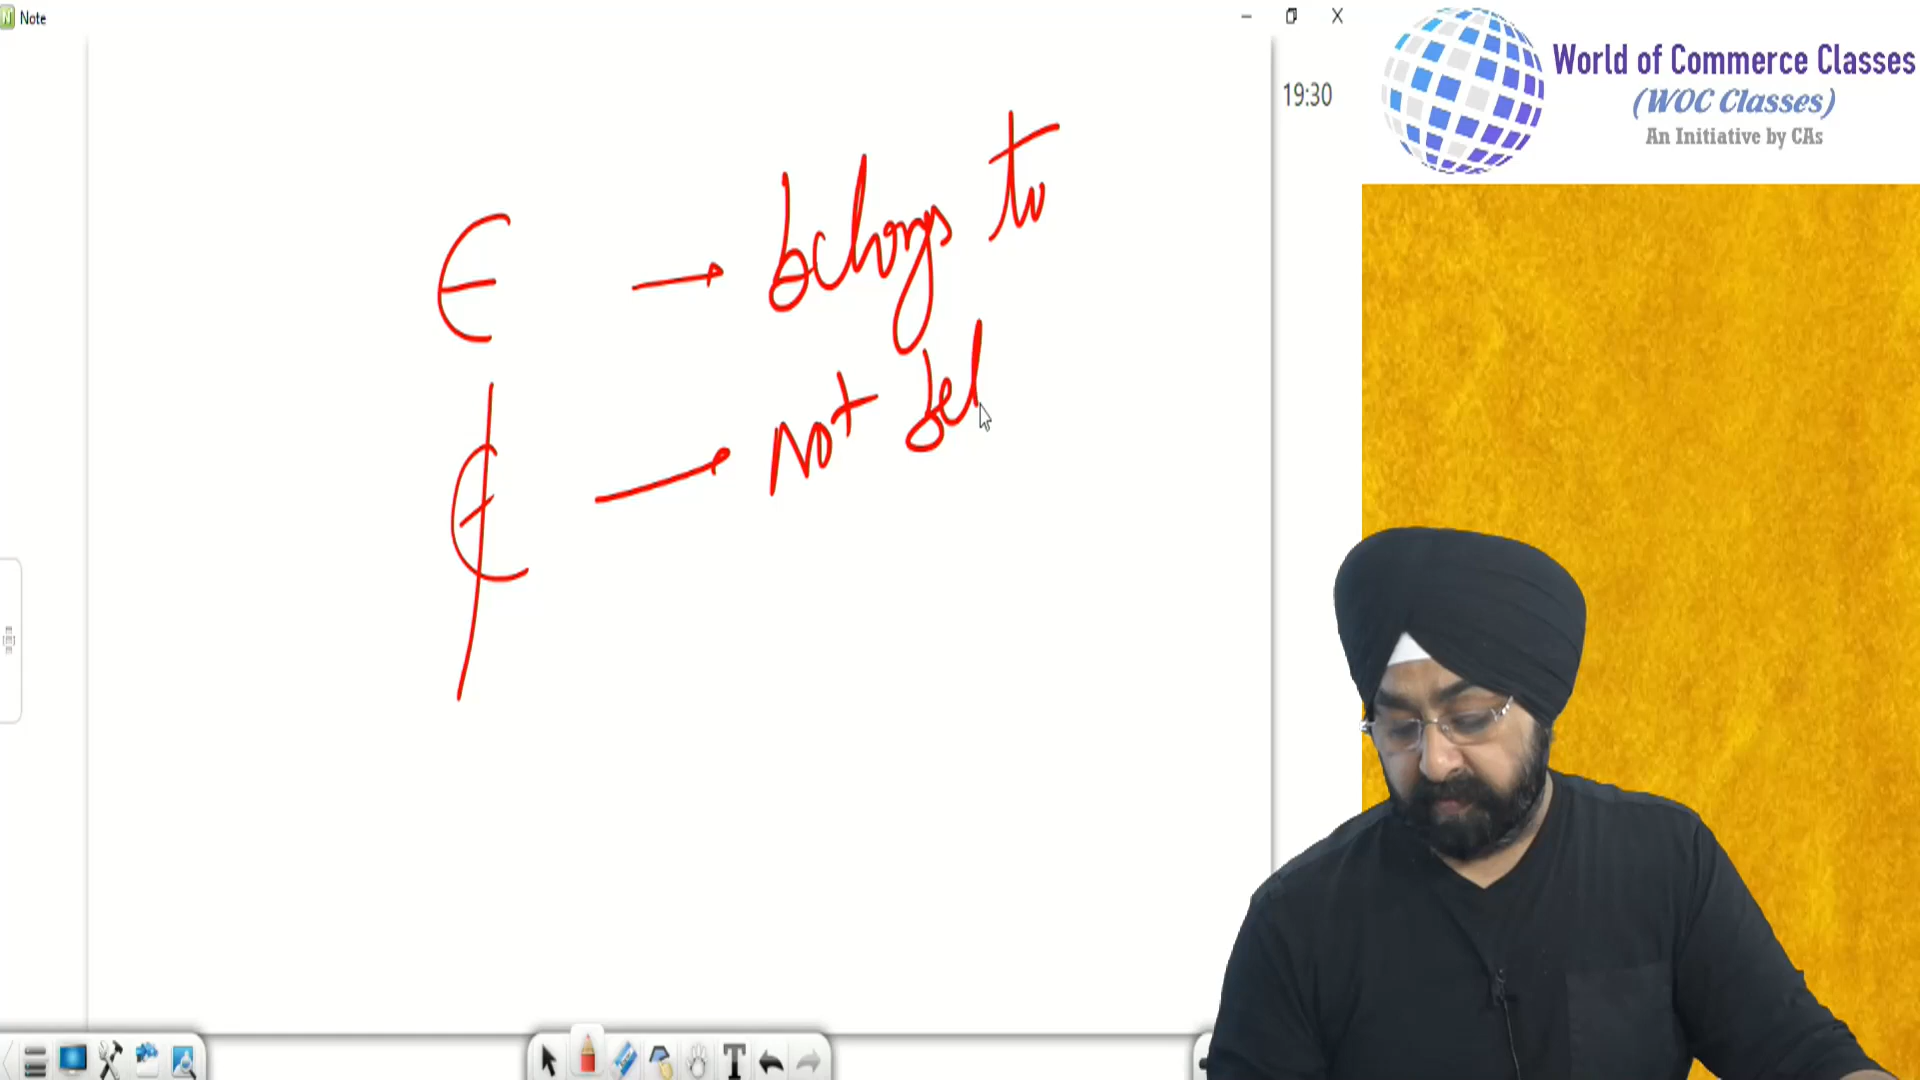 Note
19:30
World of Commerce Classes
(WOC Classes)
An Initiative by CAs
∈ → belongs to
∉ → not bel
T